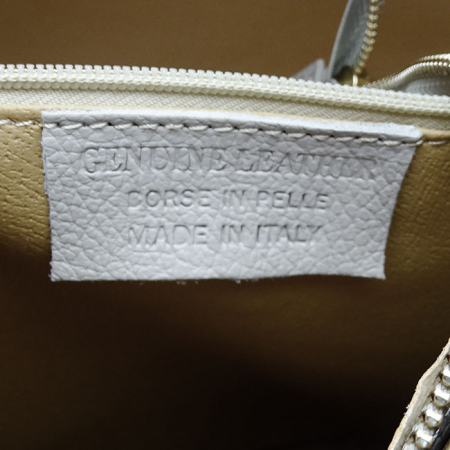 GENUINE LEATHER
BORSE IN PELLE
MADE IN ITALY